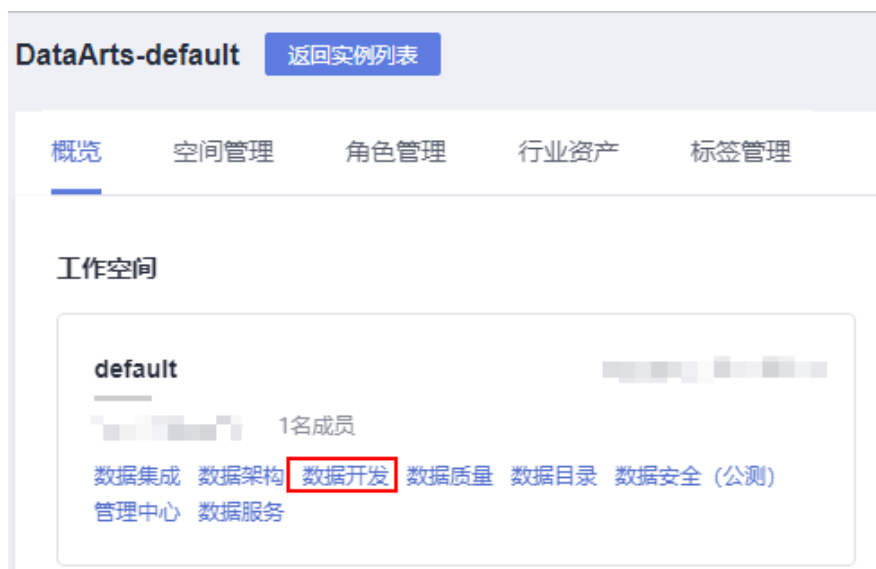 DataArts-default 返回实例列表
概览 空间管理 角色管理 行业资产 标签管理
工作空间
default
1名成员
数据集成 数据架构 数据开发 数据质量 数据目录 数据安全 (公测)
管理中心 数据服务